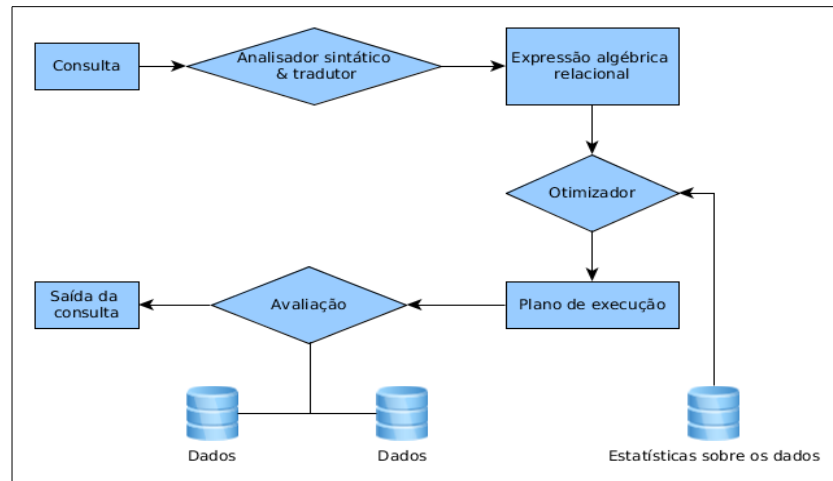 Consulta
Analisador sintático
& tradutor
Expressão algébrica
relacional
Otimizador
Saída da
consulta
Avaliação
Plano de execução
Dados
Dados
Estatísticas sobre os dados